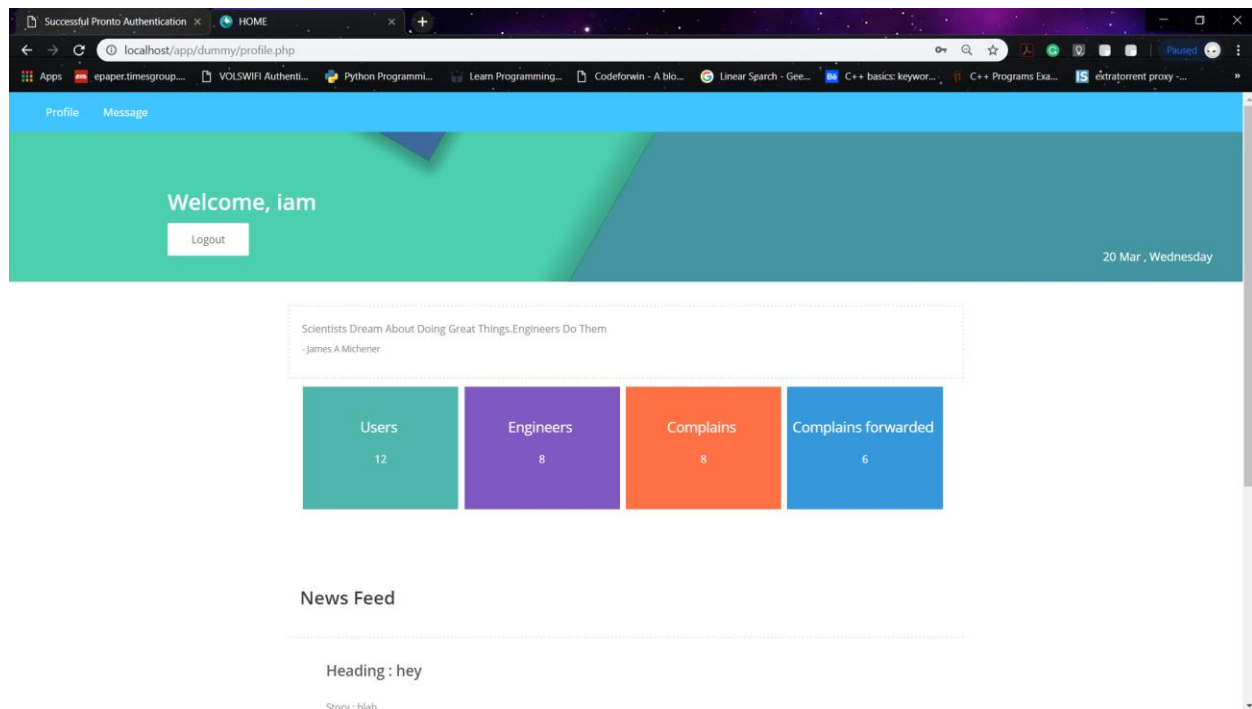 Successful Pronto Authentication
HOME
localhost/app/dummy/profile.php
Paused
Apps epaper.timesgroup.... VOLSWIFI Authenti... Python Programmi... Learn Programming... Codeforwin - A blo... Linear Search - Gee... C++ basics: keywor... C++ Programs Exa... extratorrent proxy -...
Profile Message
Welcome, iam
Logout
20 Mar , Wednesday
Scientists Dream About Doing Great Things.Engineers Do Them
- James A Michener
Users Engineers Complains Complains forwarded
12 8 8 6
News Feed
Heading : hey
Story : blah